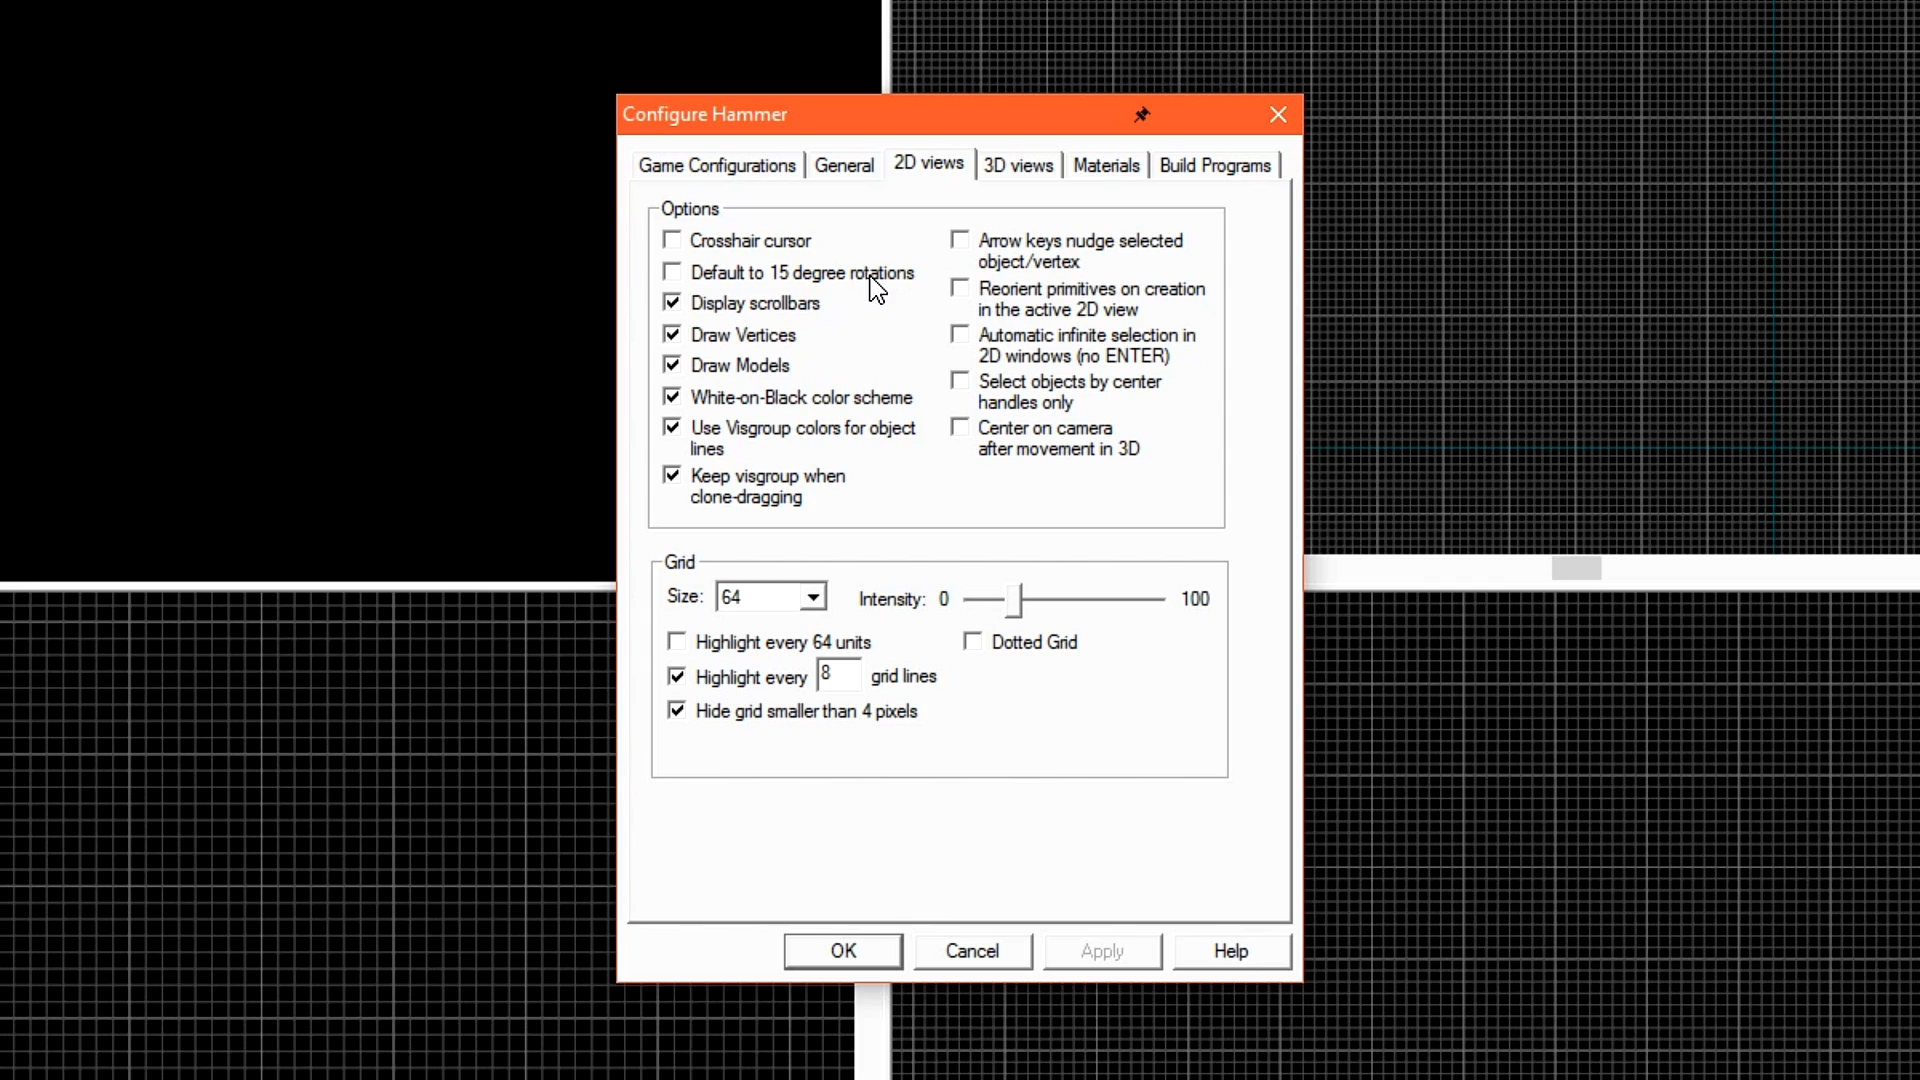 Configure Hammer
Game Configurations General 2D views 3D views Materials Build Programs
Options
Crosshair cursor
Default to 15 degree rotations
Display scrollbars
Draw Vertices
Draw Models
White-on-Black color scheme
Use Visgroup colors for object
lines
Keep visgroup when
clone-dragging
Arrow keys nudge selected
object/vertex
Reorient primitives on creation
in the active 2D view
Automatic infinite selection in
2D windows (no ENTER)
Select objects by center
handles only
Center on camera
after movement in 3D
Grid
Size: 64 Intensity: 0 100
Highlight every 64 units Dotted Grid
Highlight every 8 grid lines
Hide grid smaller than 4 pixels
OK Cancel Apply Help